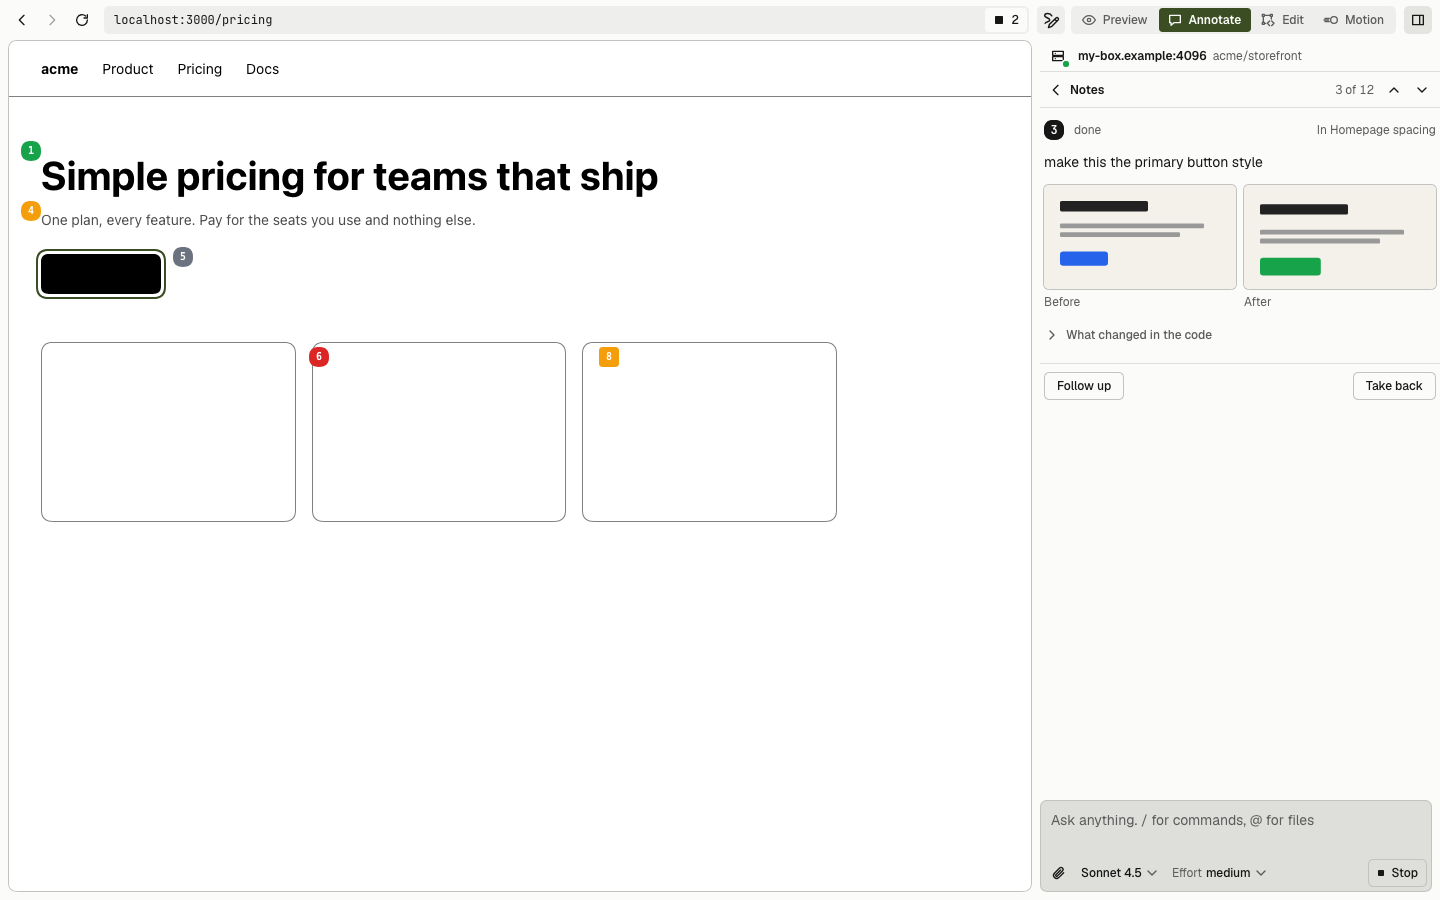 localhost:3000/pricing
2
Preview
Annotate
Edit
Motion
acme
Product
Pricing
Docs
1
Simple pricing for teams that ship
4
One plan, every feature. Pay for the seats you use and nothing else.
5
6
8
my-box.example:4096 acme/storefront
Notes
3 of 12
3 done
In Homepage spacing
make this the primary button style
Before
After
What changed in the code
Follow up
Take back
Ask anything. / for commands, @ for files
Sonnet 4.5
Effort medium
Stop